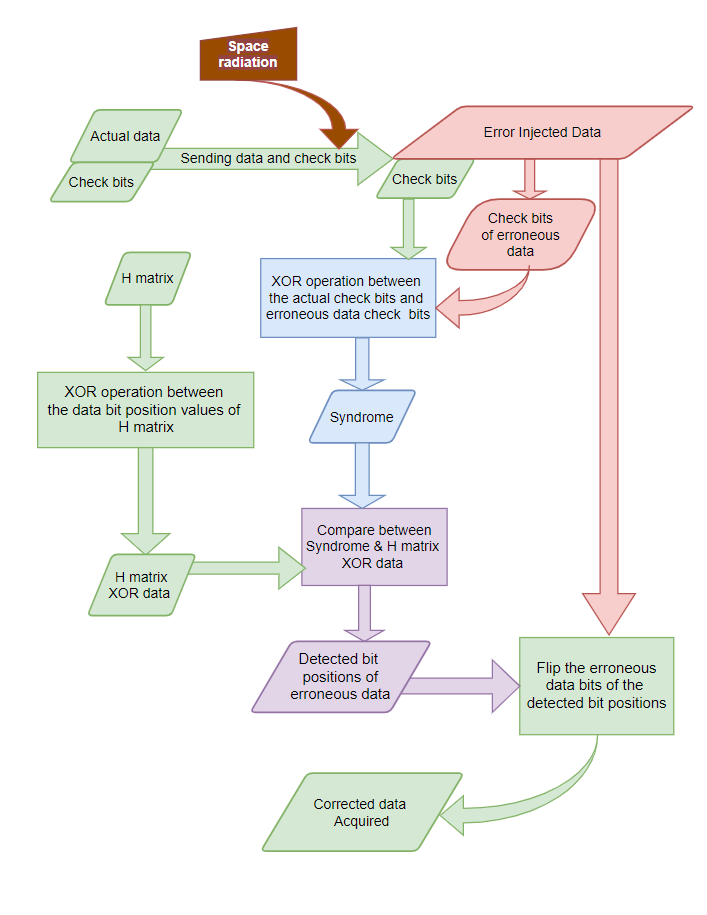 Space
radiation
Actual data
Check bits
Sending data and check bits
Error Injected Data
Check bits
Check bits
of erroneous
data
H matrix
XOR operation between
the actual check bits and
erroneous data check bits
XOR operation between
the data bit position values of
H matrix
Syndrome
Compare between
Syndrome & H matrix
XOR data
H matrix
XOR data
Detected bit
positions of
erroneous data
Flip the erroneous
data bits of the
detected bit positions
Corrected data
Acquired